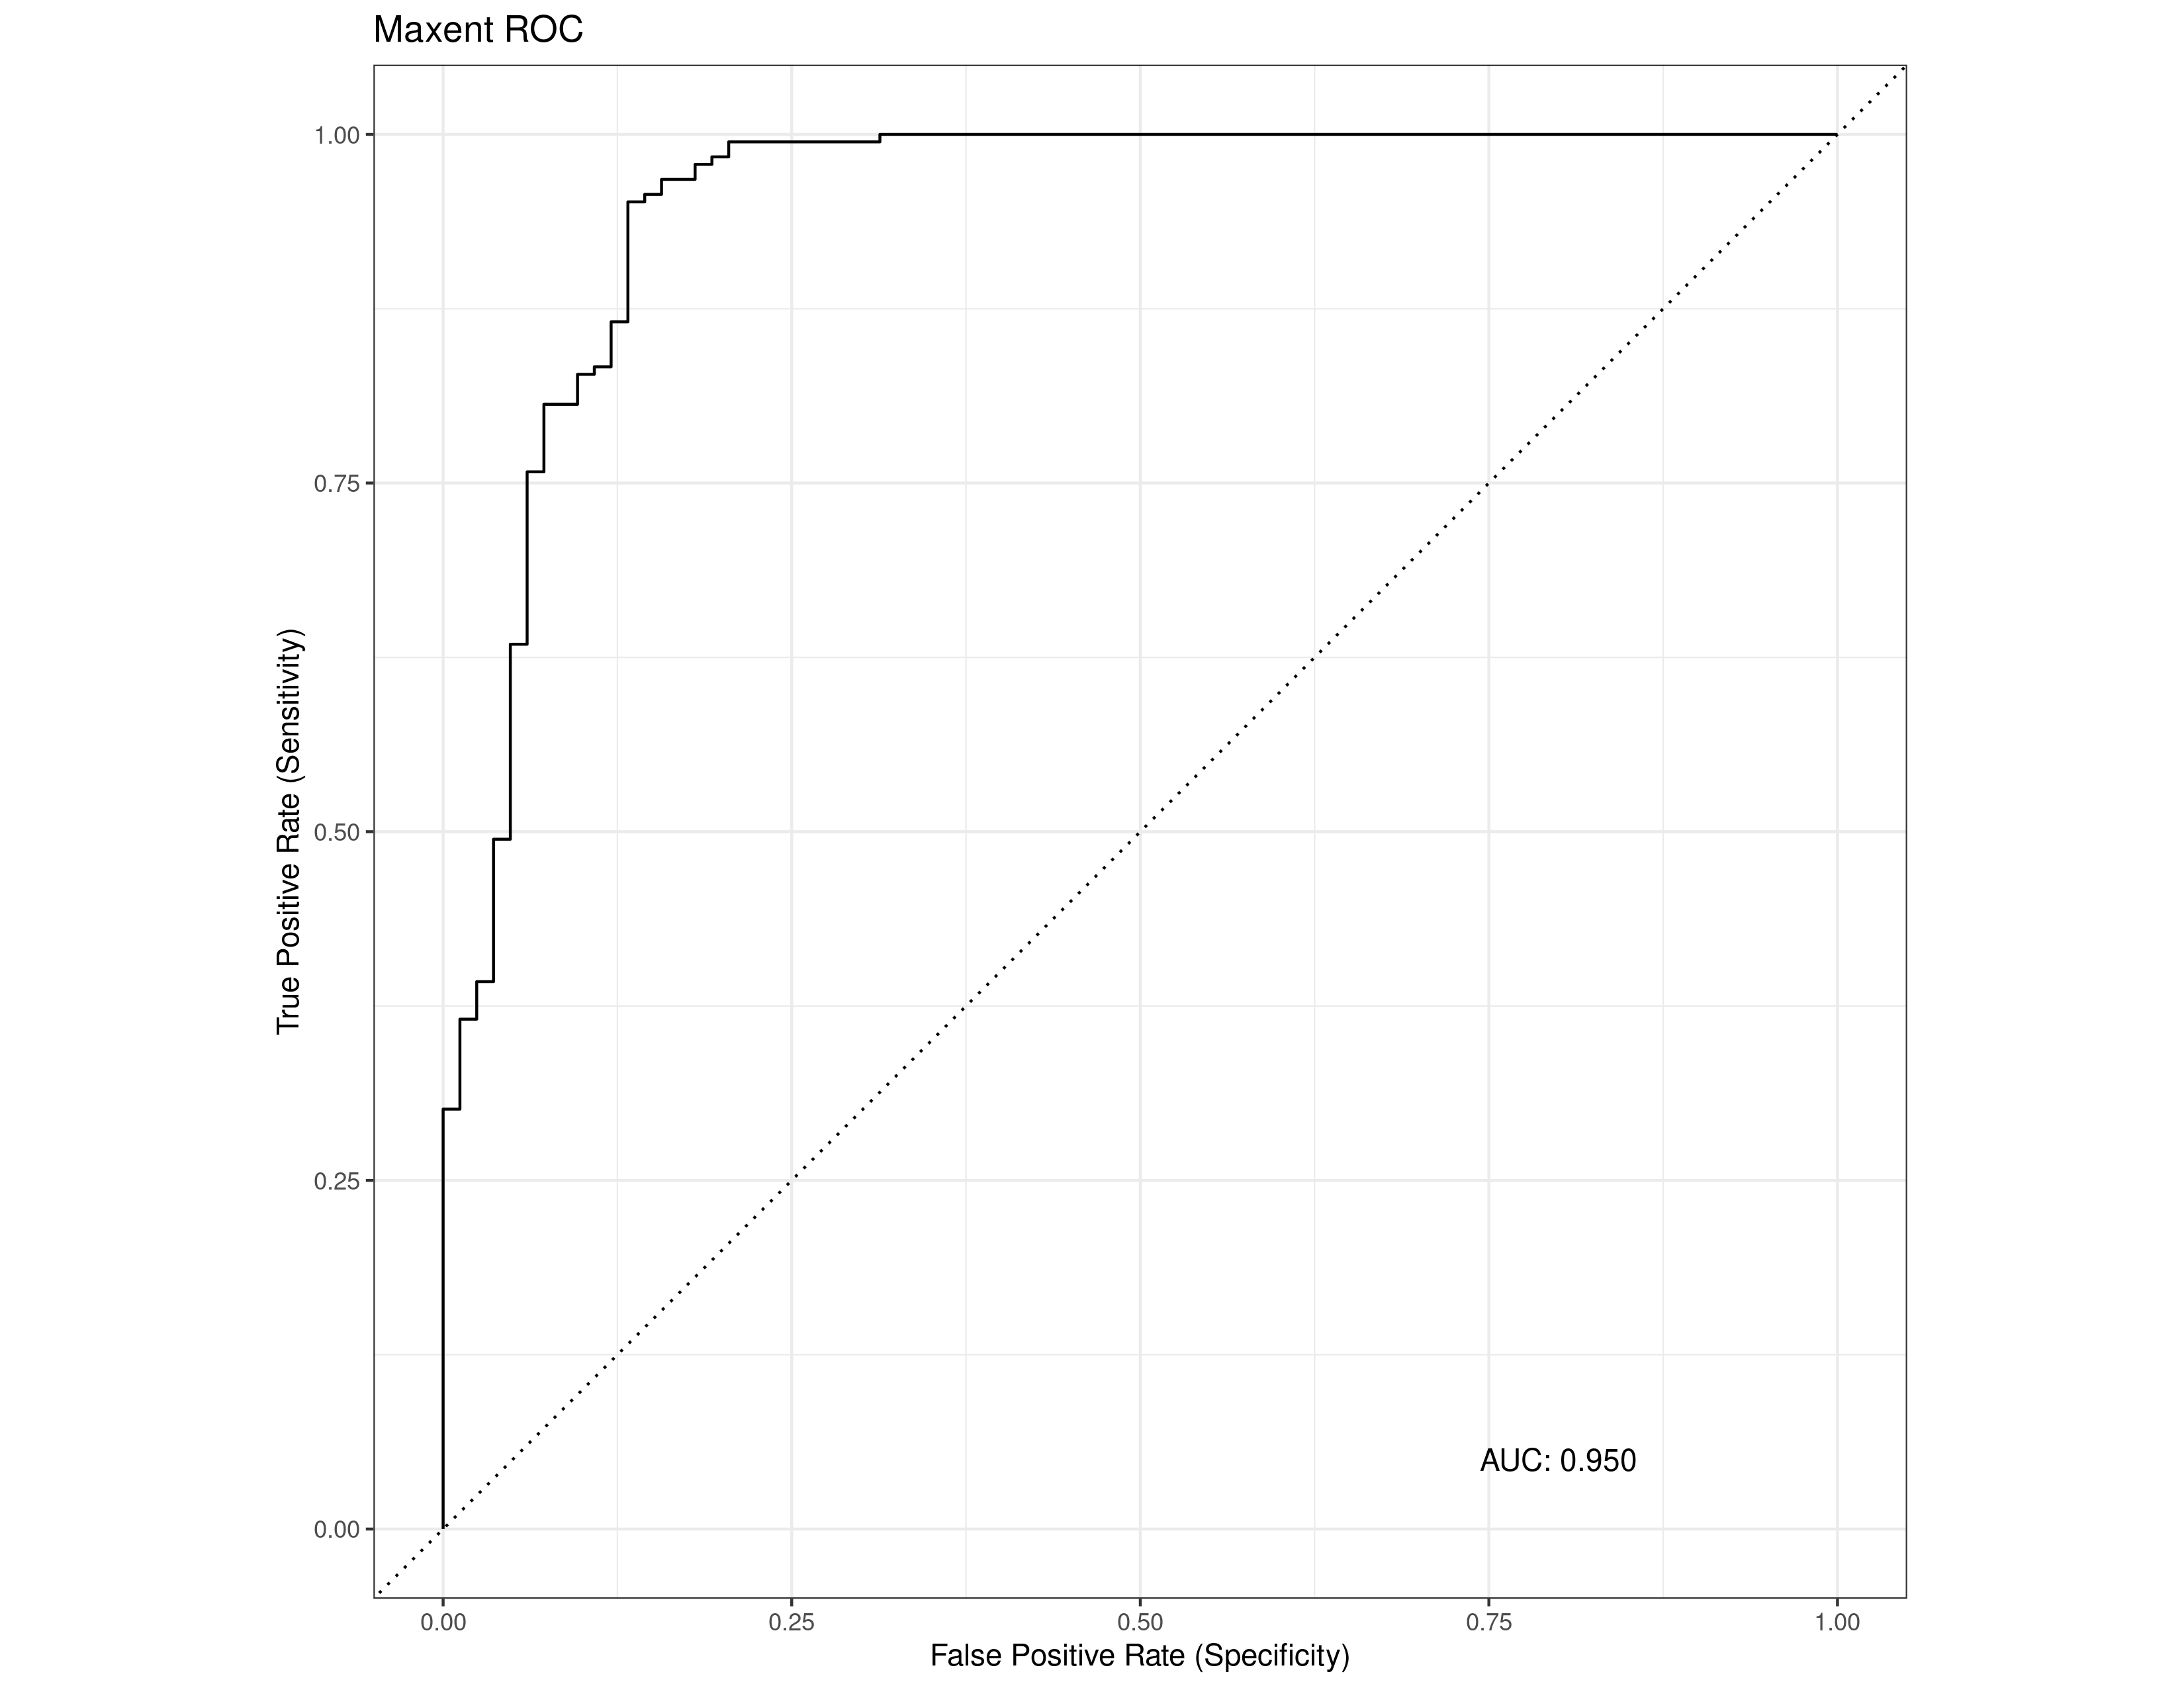 Maxent ROC
True Positive Rate (Sensitivity)
1.00
0.75
0.50
0.25
0.00
AUC: 0.950
0.00 0.25 0.50 0.75 1.00
False Positive Rate (Specificity)